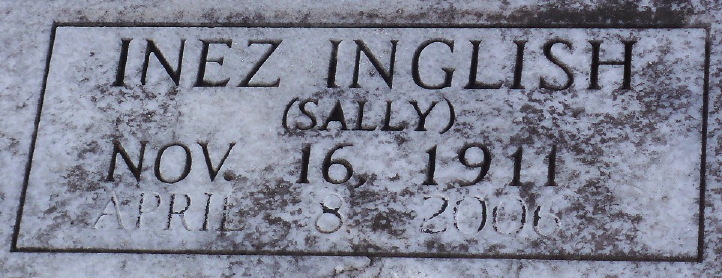 INEZ INGLISH
(SALLY)
NOV. 16, 1911
APRIL 8, 2006